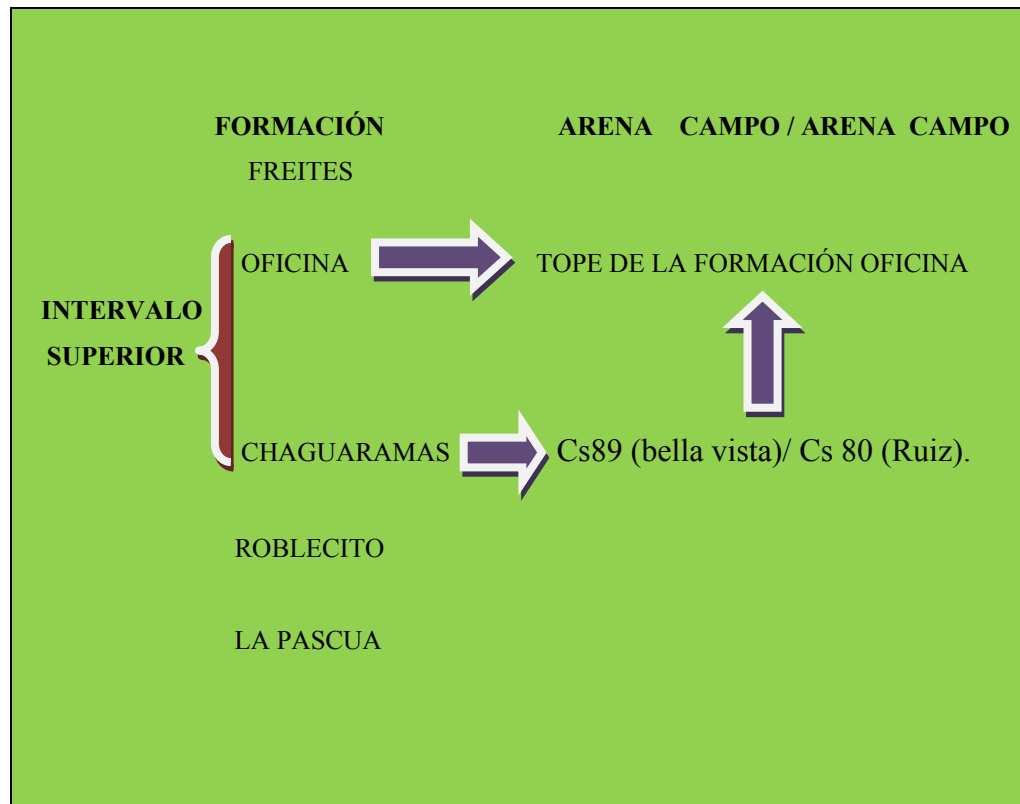 FORMACIÓN ARENA CAMPO / ARENA CAMPO
FREITES
OFICINA TOPE DE LA FORMACIÓN OFICINA
INTERVALO
SUPERIOR
CHAGUARAMAS Cs89 (bella vista)/ Cs 80 (Ruiz).
ROBLECITO
LA PASCUA